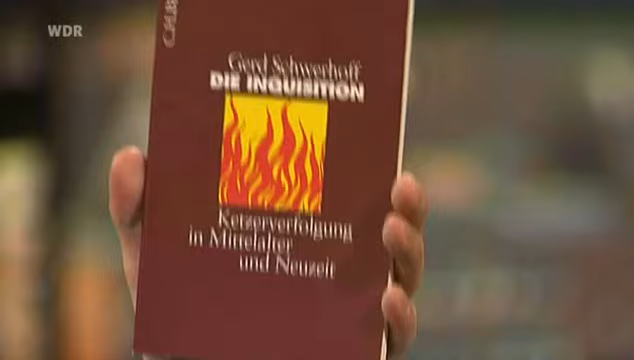 WDR
Gerd Schwerhoff
DIE INQUISITION
Ketzerverfolgung
in Mittelalter
und Neuzeit